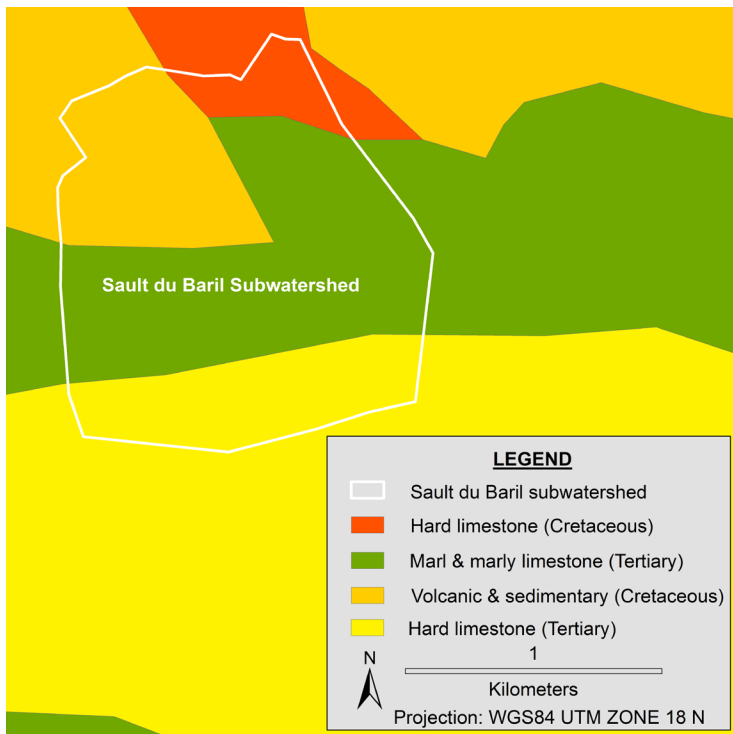 Sault du Baril Subwatershed
LEGEND
Sault du Baril subwatershed
Hard limestone (Cretaceous)
Marl & marly limestone (Tertiary)
Volcanic & sedimentary (Cretaceous)
Hard limestone (Tertiary)
N
1
Kilometers
Projection: WGS84 UTM ZONE 18 N